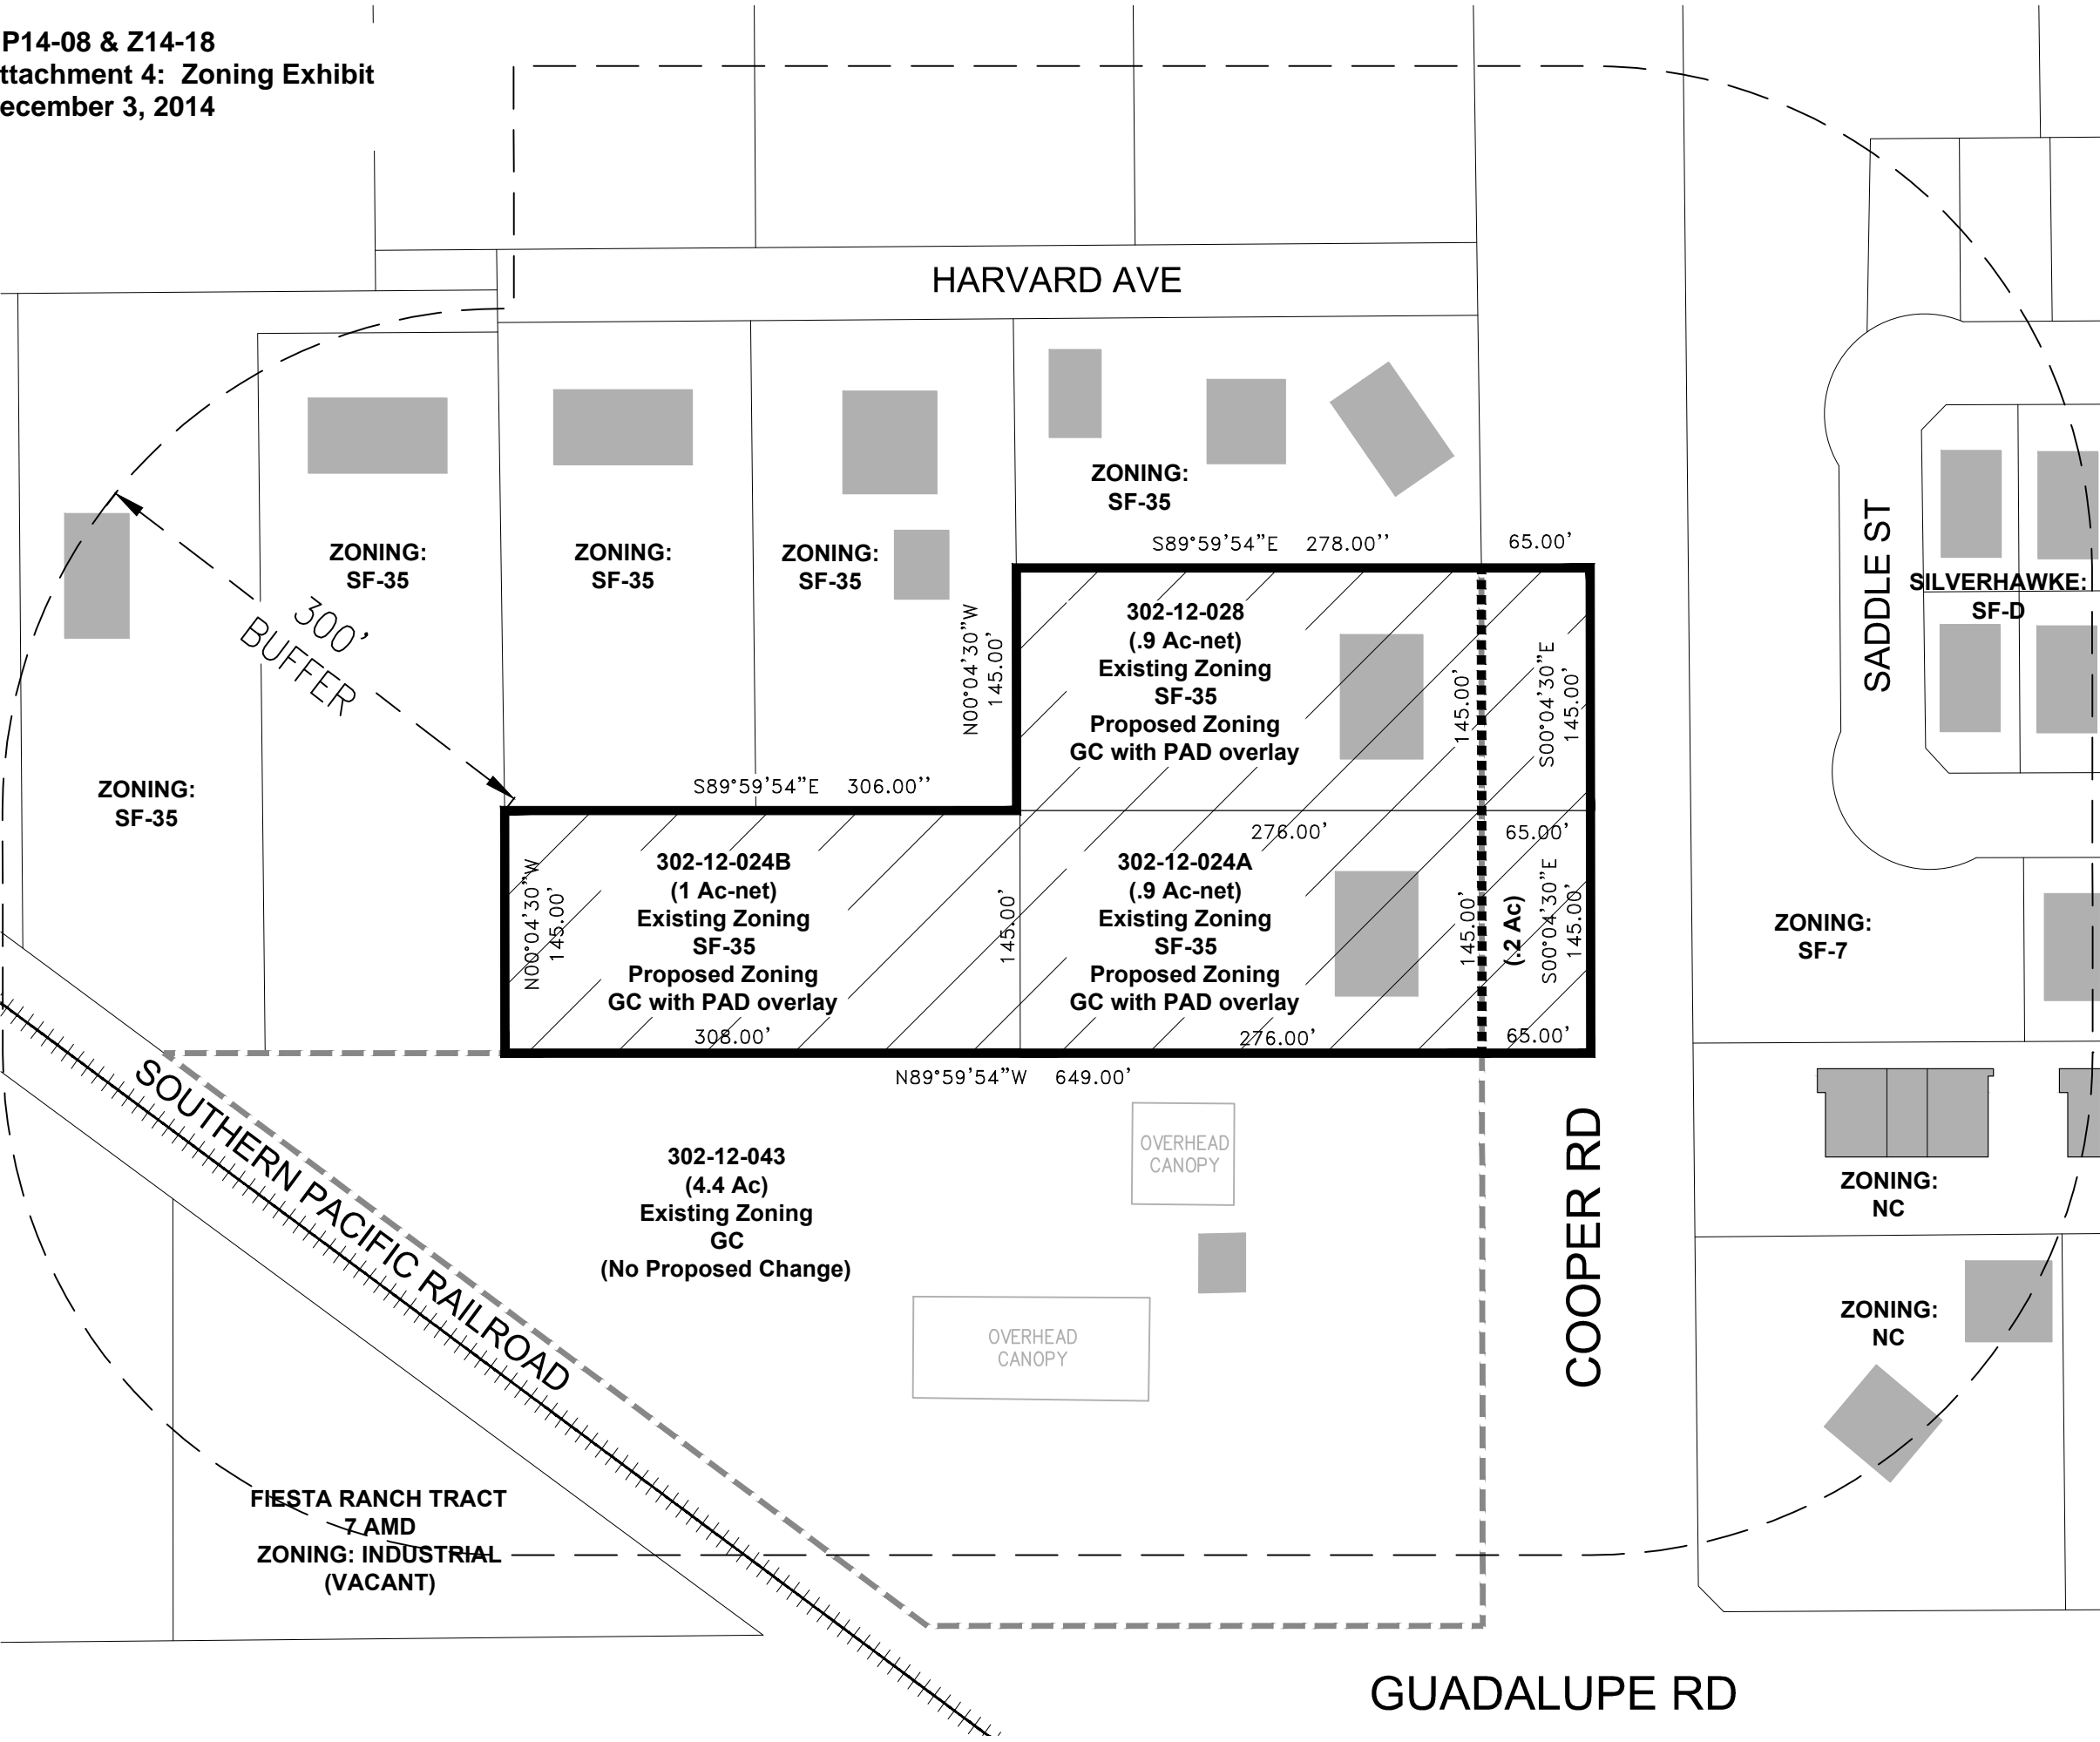 P14-08 & Z14-18
ttachment 4: Zoning Exhibit
ecember 3, 2014
HARVARD AVE
ZONING:
SF-35
ZONING:
SF-35
ZONING:
SF-35
ZONING:
SF-35
ZONING:
SF-35
300'
BUFFER
S89°59'54"E 278.00''
65.00'
N00°04'30"W
145.00'
302-12-028
(.9 Ac-net)
Existing Zoning
SF-35
Proposed Zoning
GC with PAD overlay
145.00'
S00°04'30"E
145.00'
SADDLE ST
SILVERHAWKE:
SF-D
S89°59'54"E 306.00''
276.00'
65.00'
N00°04'30"W
145.00'
302-12-024B
(1 Ac-net)
Existing Zoning
SF-35
Proposed Zoning
GC with PAD overlay
308.00'
145.00'
302-12-024A
(.9 Ac-net)
Existing Zoning
SF-35
Proposed Zoning
GC with PAD overlay
276.00'
145.00'
(.2 Ac)
S00°04'30"E
145.00'
65.00'
ZONING:
SF-7
N89°59'54"W 649.00'
SOUTHERN PACIFIC RAILROAD
302-12-043
(4.4 Ac)
Existing Zoning
GC
(No Proposed Change)
OVERHEAD
CANOPY
OVERHEAD
CANOPY
COOPER RD
ZONING:
NC
ZONING:
NC
FIESTA RANCH TRACT
7 AMD
ZONING: INDUSTRIAL
(VACANT)
GUADALUPE RD